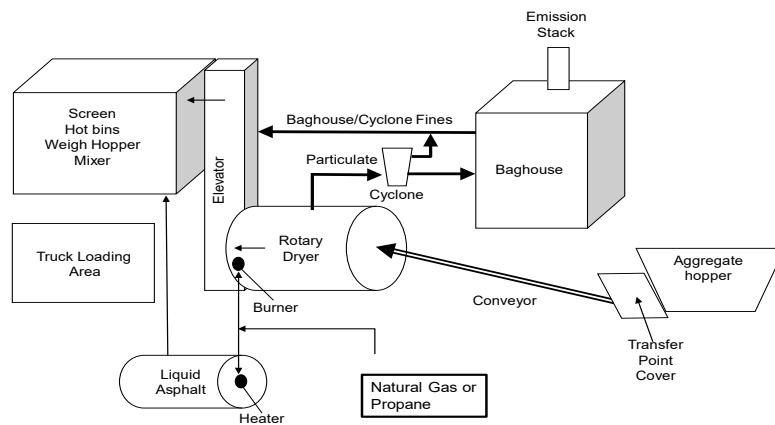 Emission
Stack
Screen
Hot bins
Weigh Hopper
Mixer
Elevator
Baghouse/Cyclone Fines
Particulate
Cyclone
Baghouse
Truck Loading
Area
Rotary
Dryer
Burner
Conveyor
Aggregate
hopper
Transfer
Point
Cover
Liquid
Asphalt
Heater
Natural Gas or
Propane